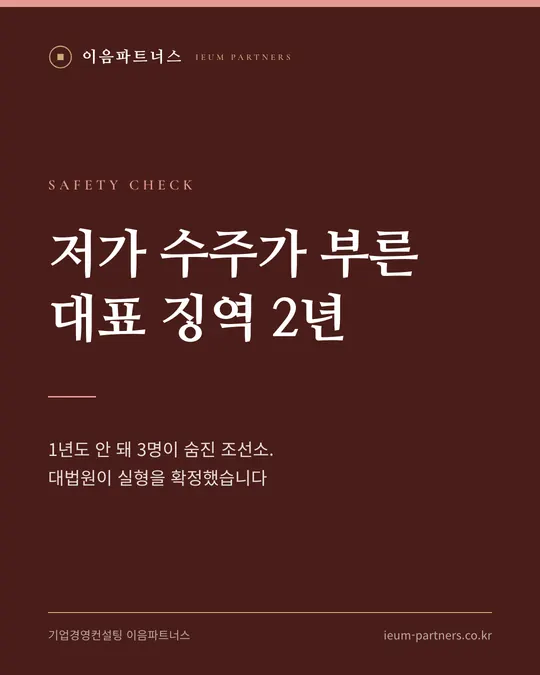 이음파트너스 IEUM PARTNERS
SAFETY CHECK
저가 수주가 부른
대표 징역 2년
1년도 안 돼 3명이 숨진 조선소.
대법원이 실형을 확정했습니다
기업경영컨설팅 이음파트너스 ieum-partners.co.kr